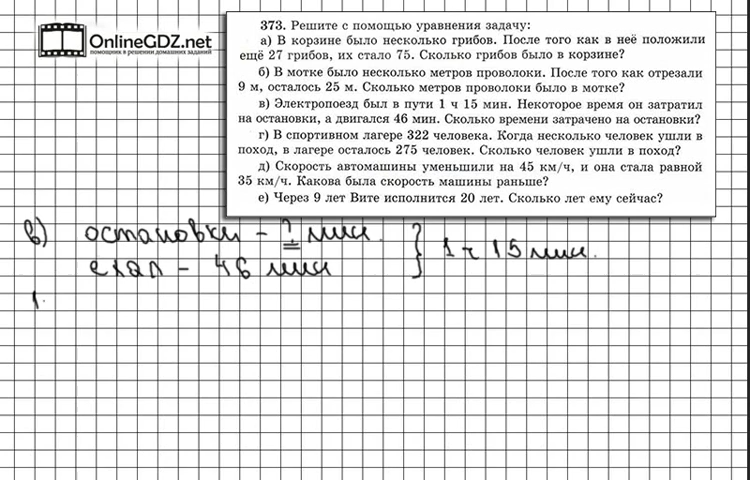 OnlineGDZ.net
помощник в решении домашних заданий
373. Решите с помощью уравнения задачу:
а) В корзине было несколько грибов. После того как в неё положили
ещё 27 грибов, их стало 75. Сколько грибов было в корзине?
б) В мотке было несколько метров проволоки. После того как отрезали
9 м, осталось 25 м. Сколько метров проволоки было в мотке?
в) Электропоезд был в пути 1 ч 15 мин. Некоторое время он затратил
на остановки, а двигался 46 мин. Сколько времени затрачено на остановки?
г) В спортивном лагере 322 человека. Когда несколько человек ушли в
поход, в лагере осталось 275 человек. Сколько человек ушли в поход?
д) Скорость автомашины уменьшили на 45 км/ч, и она стала равной
35 км/ч. Какова была скорость машины раньше?
е) Через 9 лет Вите исполнится 20 лет. Сколько лет ему сейчас?
в) остановки – ? мин. } 1 ч 15 мин.
ехал – 46 мин
1.